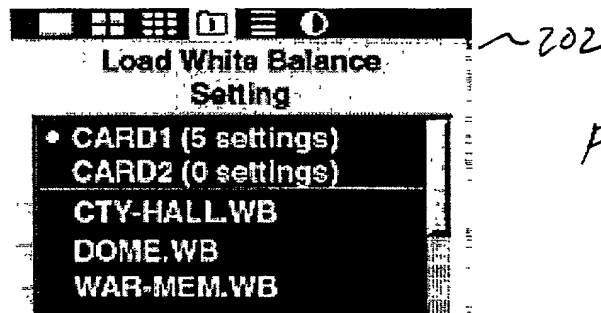 202
Load White Balance
Setting
• CARD1 (5 settings)
CARD2 (0 settings)
CTY-HALL.WB
DOME.WB
WAR-MEM.WB